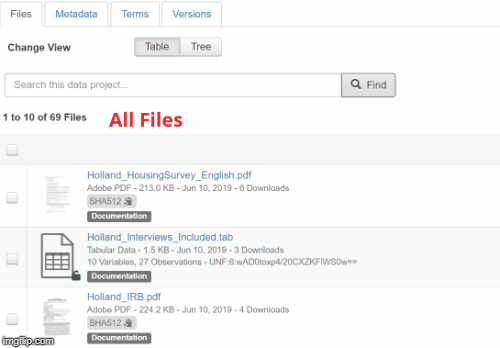 Files Metadata Terms Versions
Change View Table Tree
Search this data project... Find
1 to 10 of 69 Files All Files
Holland_HousingSurvey_English.pdf
Adobe PDF - 213.0 KB - Jun 10, 2019 - 6 Downloads
SHA512
Documentation
Holland_Interviews_Included.tab
Tabular Data - 1.5 KB - Jun 10, 2019 - 3 Downloads
10 Variables, 27 Observations - UNF:6:wAD0toxp4/20CXZKFiWS0w==
Documentation
Holland_IRB.pdf
Adobe PDF - 224.2 KB - Jun 10, 2019 - 4 Downloads
SHA512
Documentation
imgflip.com